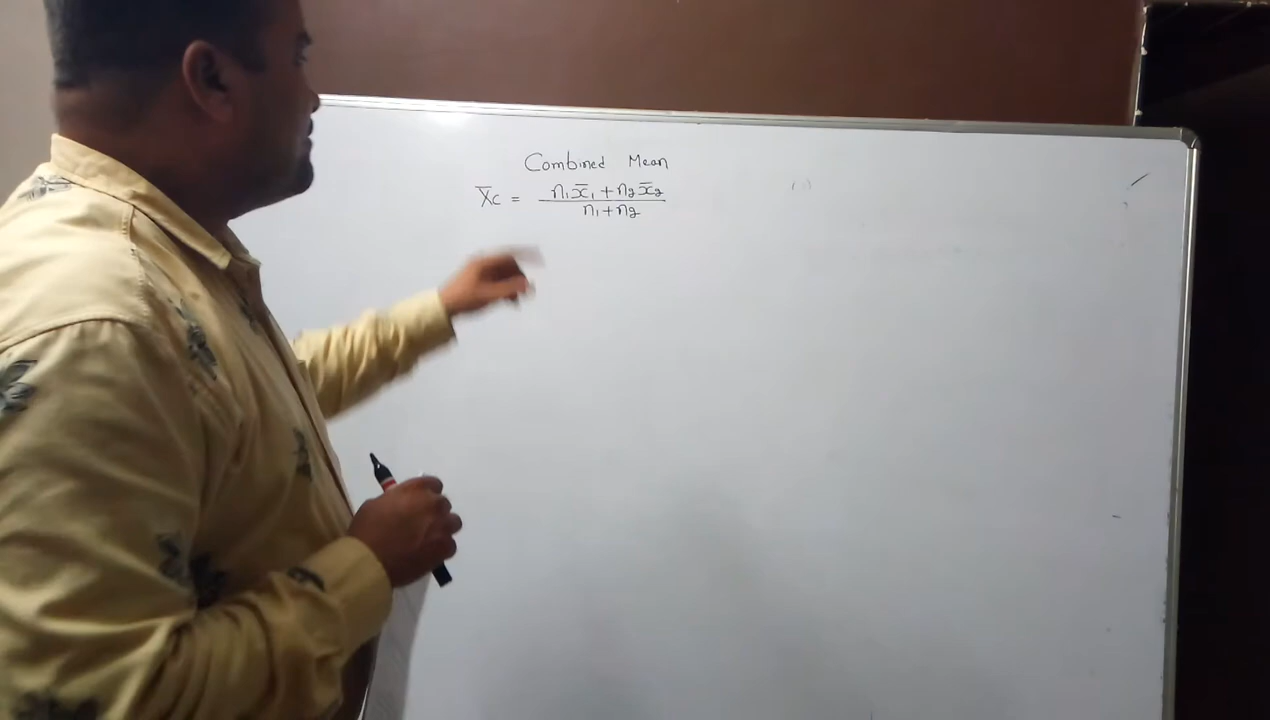 Combined Mean
X̄c = n₁x̄₁ + n₂x̄₂ / n₁ + n₂